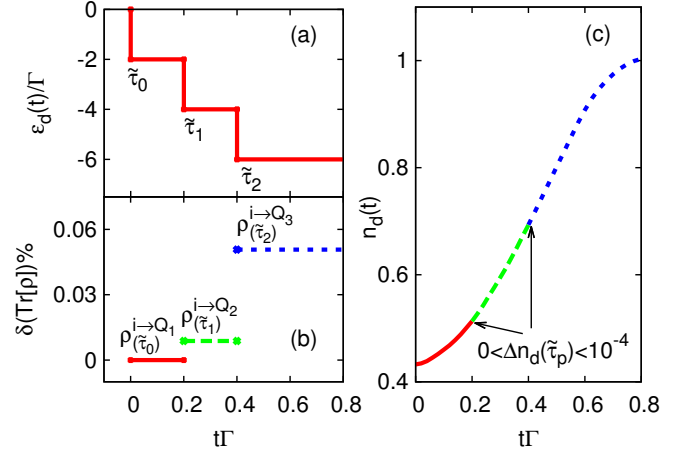 (a)
ε_d(t)/Γ
0
-2
-4
-6
τ̃_0
τ̃_1
τ̃_2
(b)
δ(Tr[ρ])%
0.06
0.03
0
ρ^{i→Q_1}_{(τ̃_0)}
ρ^{i→Q_2}_{(τ̃_1)}
ρ^{i→Q_3}_{(τ̃_2)}
0 0.2 0.4 0.6 0.8
tΓ
(c)
n_d(t)
1
0.8
0.6
0.4
0<Δn_d(τ̃_p)<10^{-4}
0 0.2 0.4 0.6 0.8
tΓ